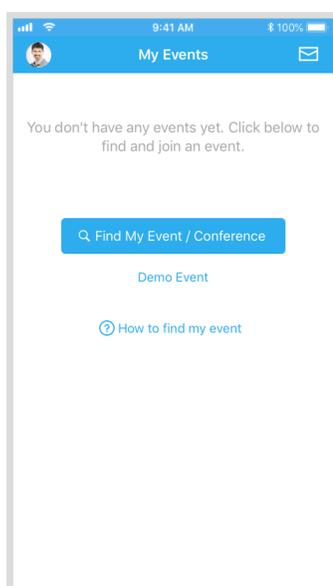 9:41 AM
100%
My Events
You don't have any events yet. Click below to
find and join an event.
Find My Event / Conference
Demo Event
How to find my event